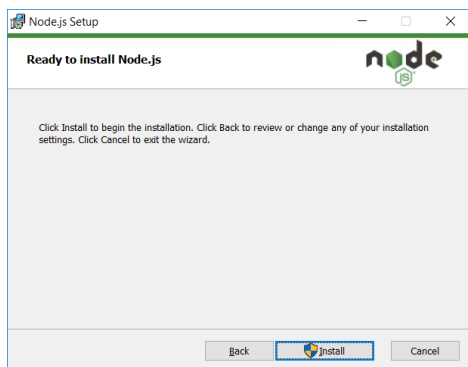 Node.js Setup
Ready to install Node.js
node
JS
Click Install to begin the installation. Click Back to review or change any of your installation
settings. Click Cancel to exit the wizard.
Back
Install
Cancel